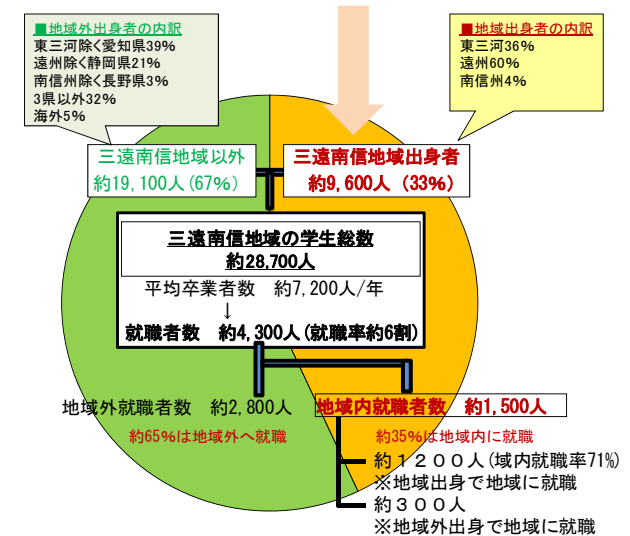 ■地域外出身者の内訳
東三河除く愛知県39%
遠州除く静岡県21%
南信州除く長野県3%
3県以外32%
海外5%
■地域出身者の内訳
東三河36%
遠州60%
南信州4%
三遠南信地域以外
約19,100人(67%)
三遠南信地域出身者
約9,600人(33%)
三遠南信地域の学生総数
約28,700人
平均卒業者数 約7,200人/年
↓
就職者数 約4,300人(就職率約6割)
地域外就職者数 約2,800人
約65%は地域外へ就職
地域内就職者数 約1,500人
約35%は地域内に就職
約1200人(域内就職率71%)
※地域出身で地域に就職
約300人
※地域外出身で地域に就職